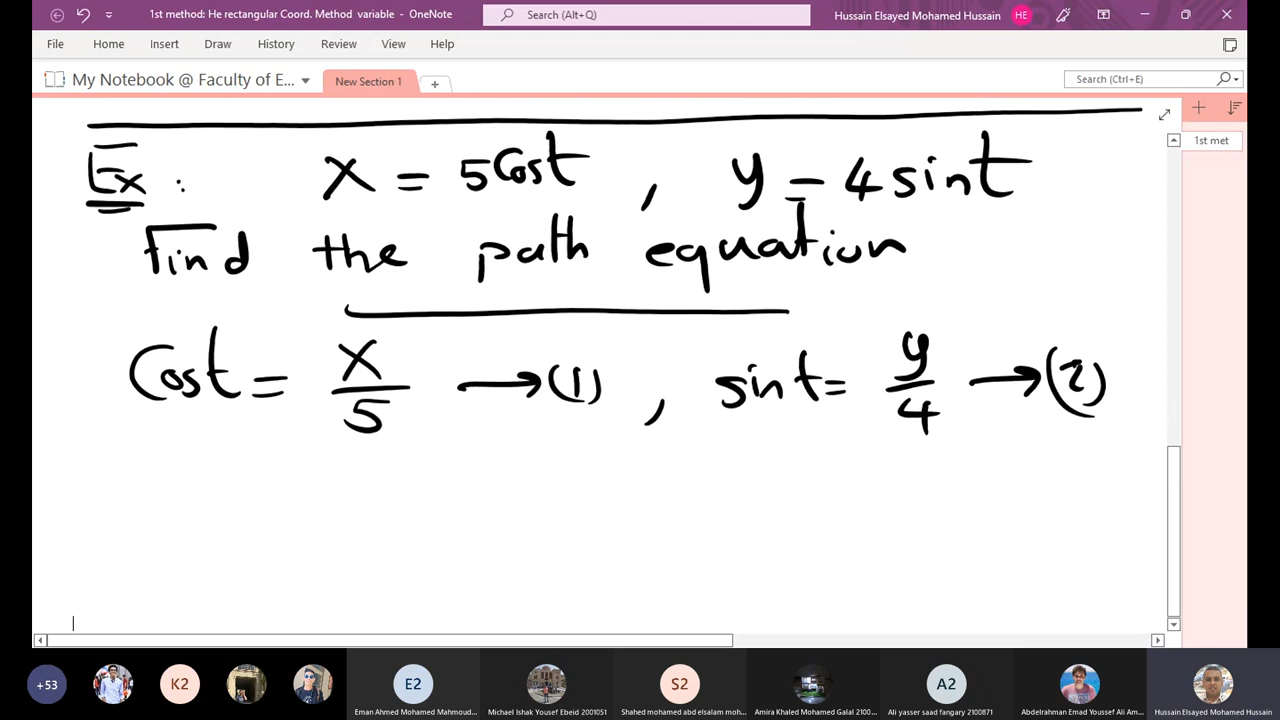 1st method: He rectangular Coord. Method variable - OneNote
Search (Alt+Q)
Hussain Elsayed Mohamed Hussain HE
File Home Insert Draw History Review View Help
My Notebook @ Faculty of E... New Section 1 +
Search (Ctrl+E)
1st met
Ex : x = 5Cost , y = 4sint
Find the path equation
Cost = x/5 → (1) , sint = y/4 → (2)
+53 K2 E2 S2 A2
Eman Ahmed Mohamed Mahmoud... Michael Ishak Yousef Ebeid 2001051 Shahed mohamed abd elsalam moh... Amira Khaled Mohamed Galal 2100... Ali yasser saad fangary 2100871 Abdelrahman Emad Youssef Ali Am... Hussain Elsayed Mohamed Hussain